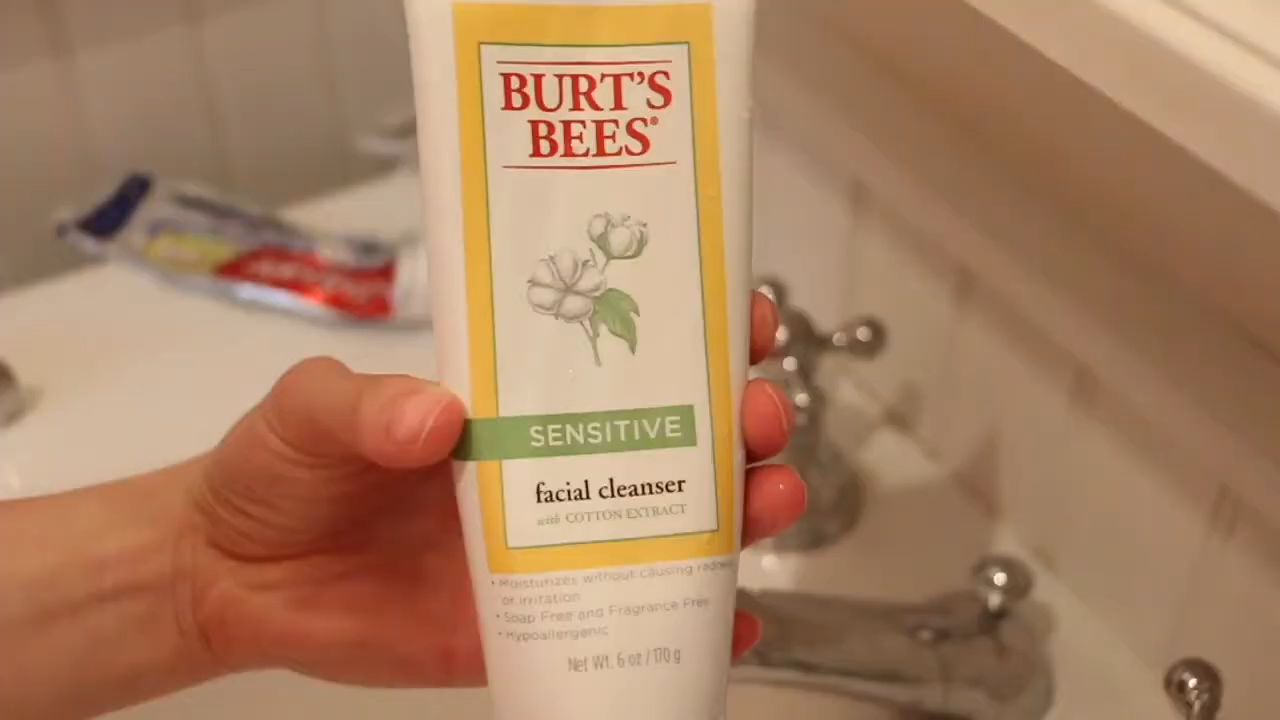 BURT'S
BEES®
SENSITIVE
facial cleanser
with COTTON EXTRACT
• Moisturizes without causing redness
or irritation
• Soap Free and Fragrance Free
• Hypoallergenic
Net Wt. 6 oz / 170 g